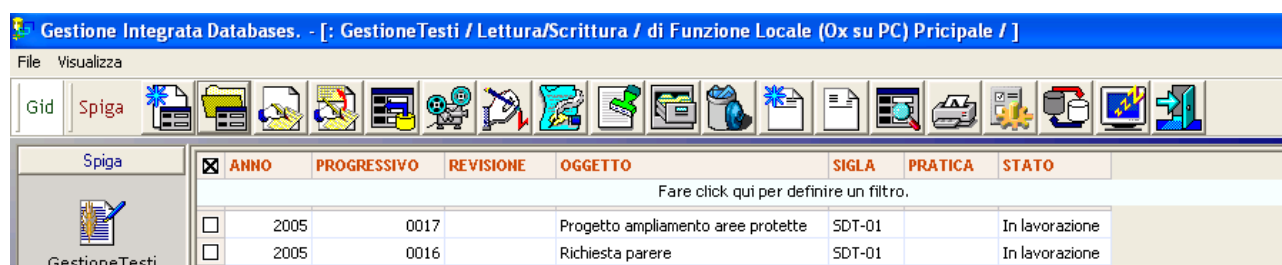 Gestione Integrata Databases. - [: GestioneTesti / Lettura/Scrittura / di Funzione Locale (Ox su PC) Pricipale / ]
File Visualizza
Gid Spiga
Spiga ANNO PROGRESSIVO REVISIONE OGGETTO SIGLA PRATICA STATO
Fare click qui per definire un filtro.
2005 0017 Progetto ampliamento aree protette SDT-01 In lavorazione
2005 0016 Richiesta parere SDT-01 In lavorazione
GestioneTesti